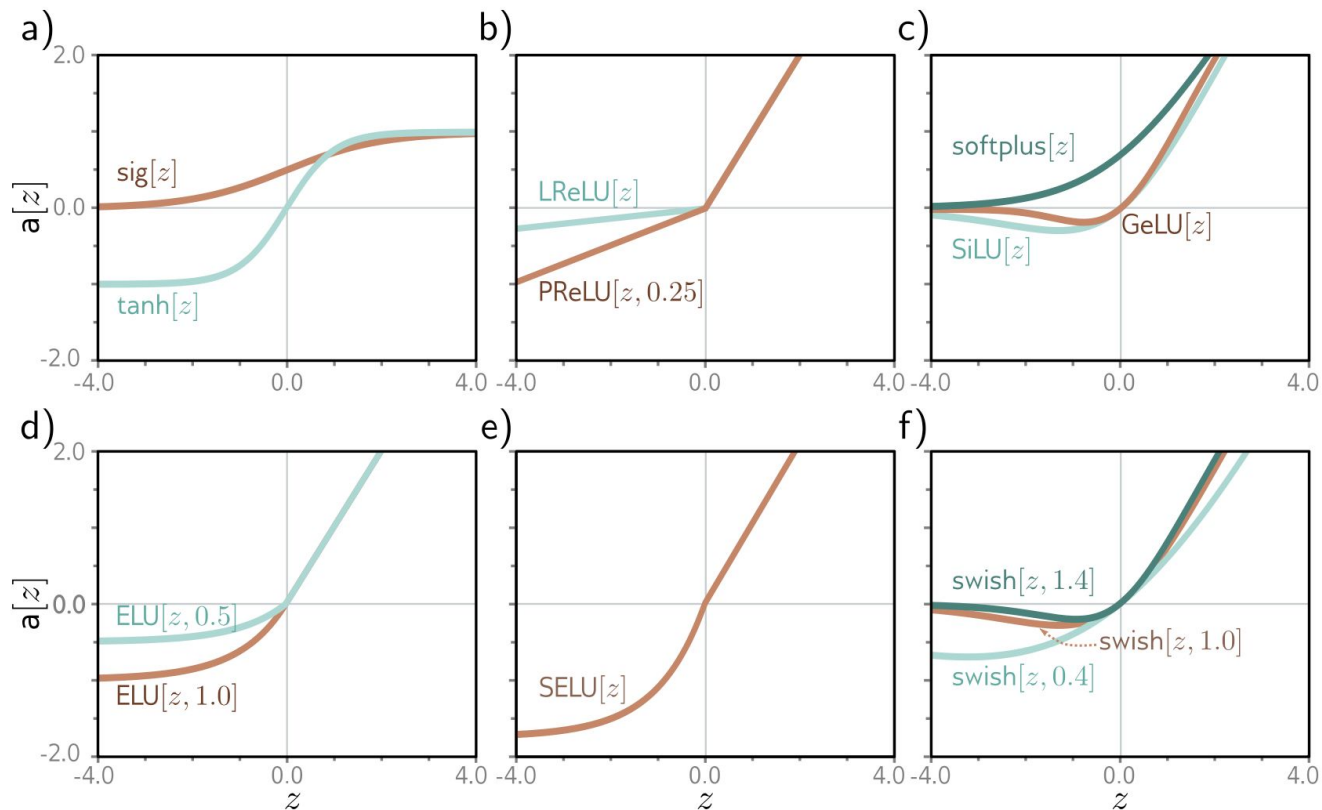 a)
b)
c)
2.0
0.0
-2.0
a[z]
sig[z]
tanh[z]
-4.0 0.0 4.0
LReLU[z]
PReLU[z, 0.25]
-4.0 0.0 4.0
softplus[z]
GeLU[z]
SiLU[z]
-4.0 0.0 4.0
d)
e)
f)
2.0
0.0
-2.0
a[z]
ELU[z, 0.5]
ELU[z, 1.0]
-4.0 0.0 4.0
z
SELU[z]
-4.0 0.0 4.0
z
swish[z, 1.4]
swish[z, 1.0]
swish[z, 0.4]
-4.0 0.0 4.0
z